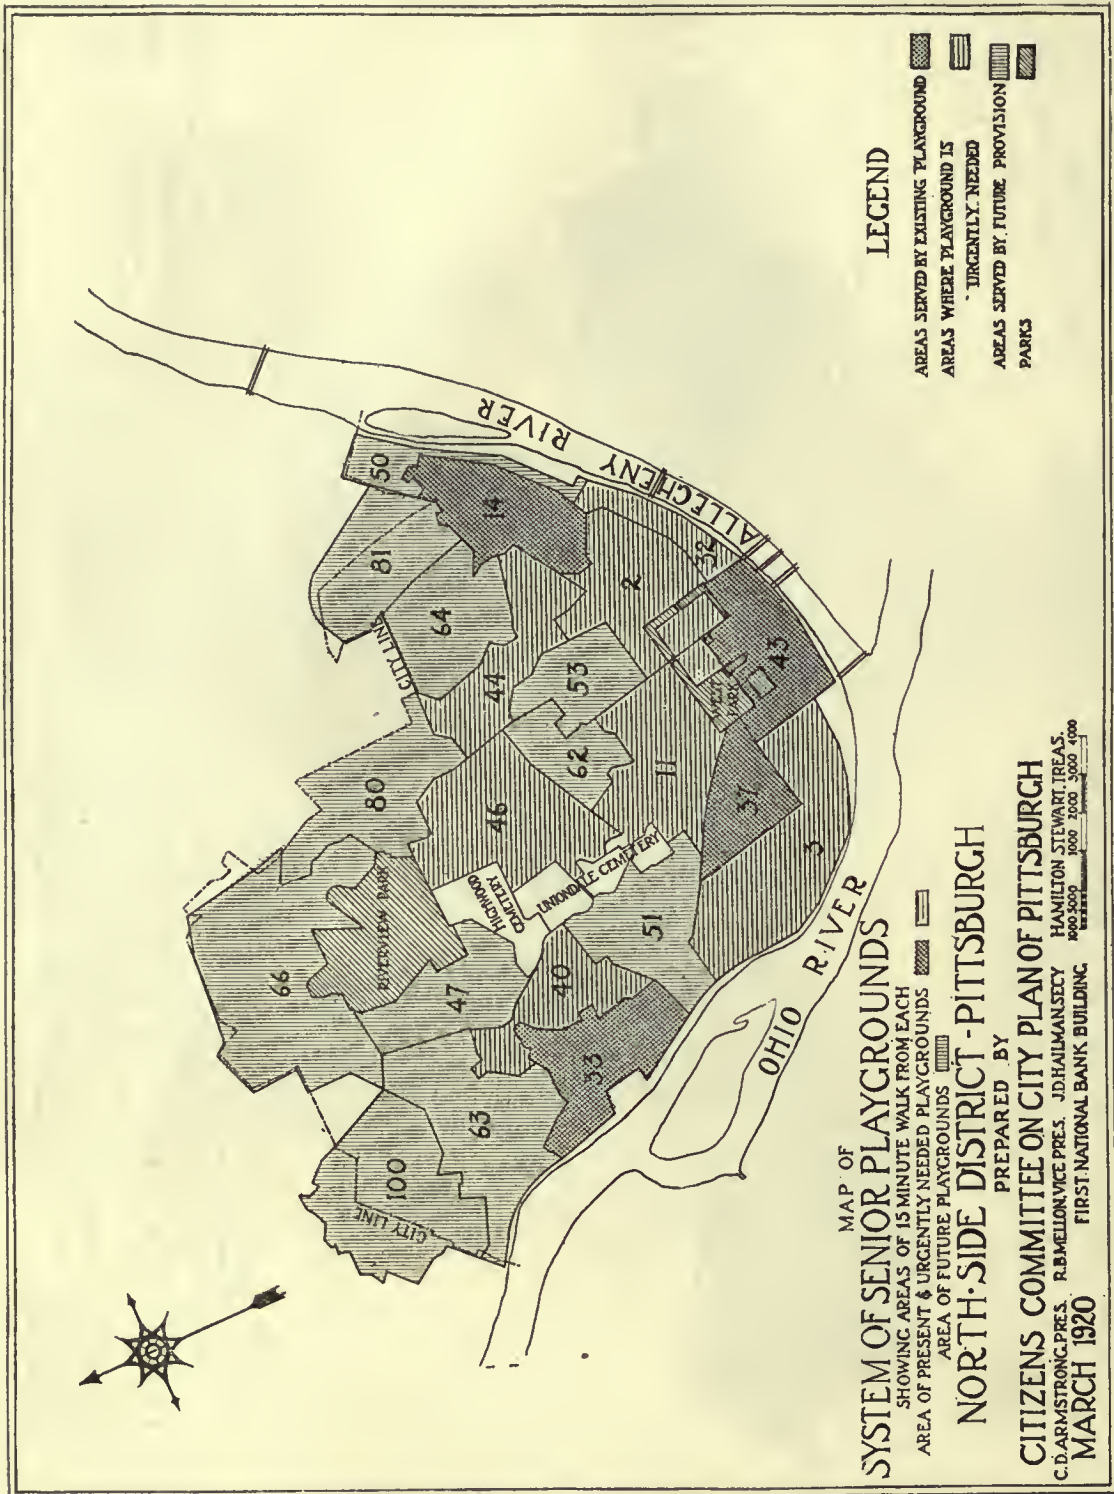 MAP OF
SYSTEM OF SENIOR PLAYGROUNDS
SHOWING AREAS OF 15 MINUTE WALK FROM EACH
AREA OF PRESENT & URGENTLY NEEDED PLAYGROUNDS
AREA OF FUTURE PLAYGROUNDS
NORTH·SIDE DISTRICT - PITTSBURGH
PREPARED BY
CITIZENS COMMITTEE ON CITY PLAN OF PITTSBURGH
C.D.ARMSTRONG.PRES. R.B.MELLON.VICE PRES. J.D.HAILMAN.SECY HAMILTON STEWART.TREAS.
MARCH 1920
FIRST NATIONAL BANK BUILDING
1000 500 0 1000 2000 3000 4000
LEGEND
AREAS SERVED BY EXISTING PLAYGROUND
AREAS WHERE PLAYGROUND IS
URGENTLY NEEDED
AREAS SERVED BY FUTURE PROVISION
PARKS
100
CITY LINE
63
66
RIVERVIEW PARK
47
33
40
HIGHWOOD
CEMETERY
UNIONDALE CEMETERY
51
80
46
62
11
37
3
CITY LINE
44
53
64
81
50
14
2
32
43
WEST
PARK
OHIO RIVER
ALLEGHENY RIVER